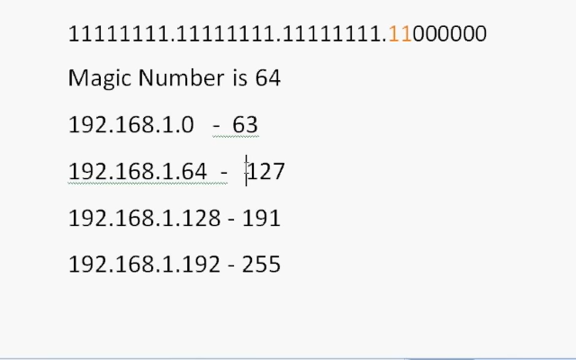 11111111.11111111.11111111.11000000
Magic Number is 64
192.168.1.0 - 63
192.168.1.64 - 127
192.168.1.128 - 191
192.168.1.192 - 255